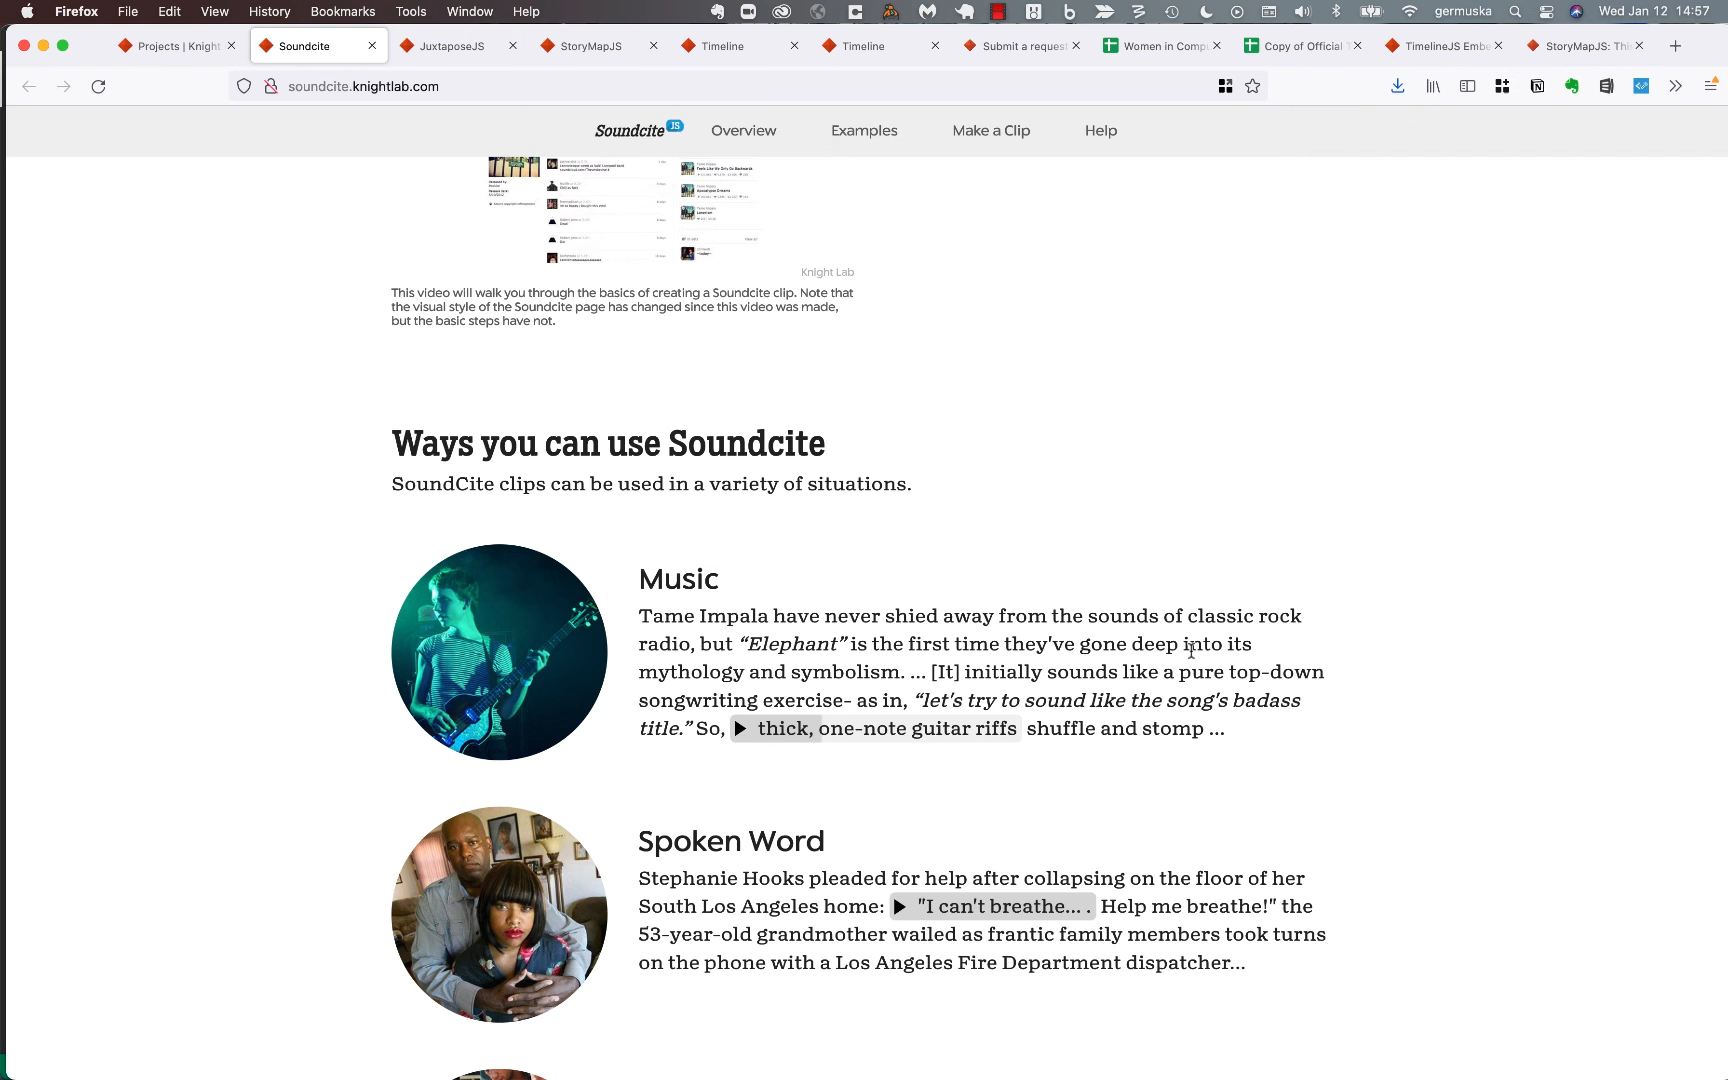 Firefox File Edit View History Bookmarks Tools Window Help germuska Wed Jan 12 14:57
Projects | Knight Soundcite JuxtaposeJS StoryMapJS Timeline Timeline Submit a request Women in Comp Copy of Official T TimelineJS Embe StoryMapJS: Thi
soundcite.knightlab.com
Soundcite JS Overview Examples Make a Clip Help
Knight Lab
This video will walk you through the basics of creating a Soundcite clip. Note that
the visual style of the Soundcite page has changed since this video was made,
but the basic steps have not.
Ways you can use Soundcite
SoundCite clips can be used in a variety of situations.
Music
Tame Impala have never shied away from the sounds of classic rock
radio, but “Elephant” is the first time they've gone deep into its
mythology and symbolism. ... [It] initially sounds like a pure top-down
songwriting exercise- as in, “let's try to sound like the song's badass
title.” So, thick, one-note guitar riffs shuffle and stomp ...
Spoken Word
Stephanie Hooks pleaded for help after collapsing on the floor of her
South Los Angeles home: "I can't breathe... . Help me breathe!" the
53-year-old grandmother wailed as frantic family members took turns
on the phone with a Los Angeles Fire Department dispatcher...